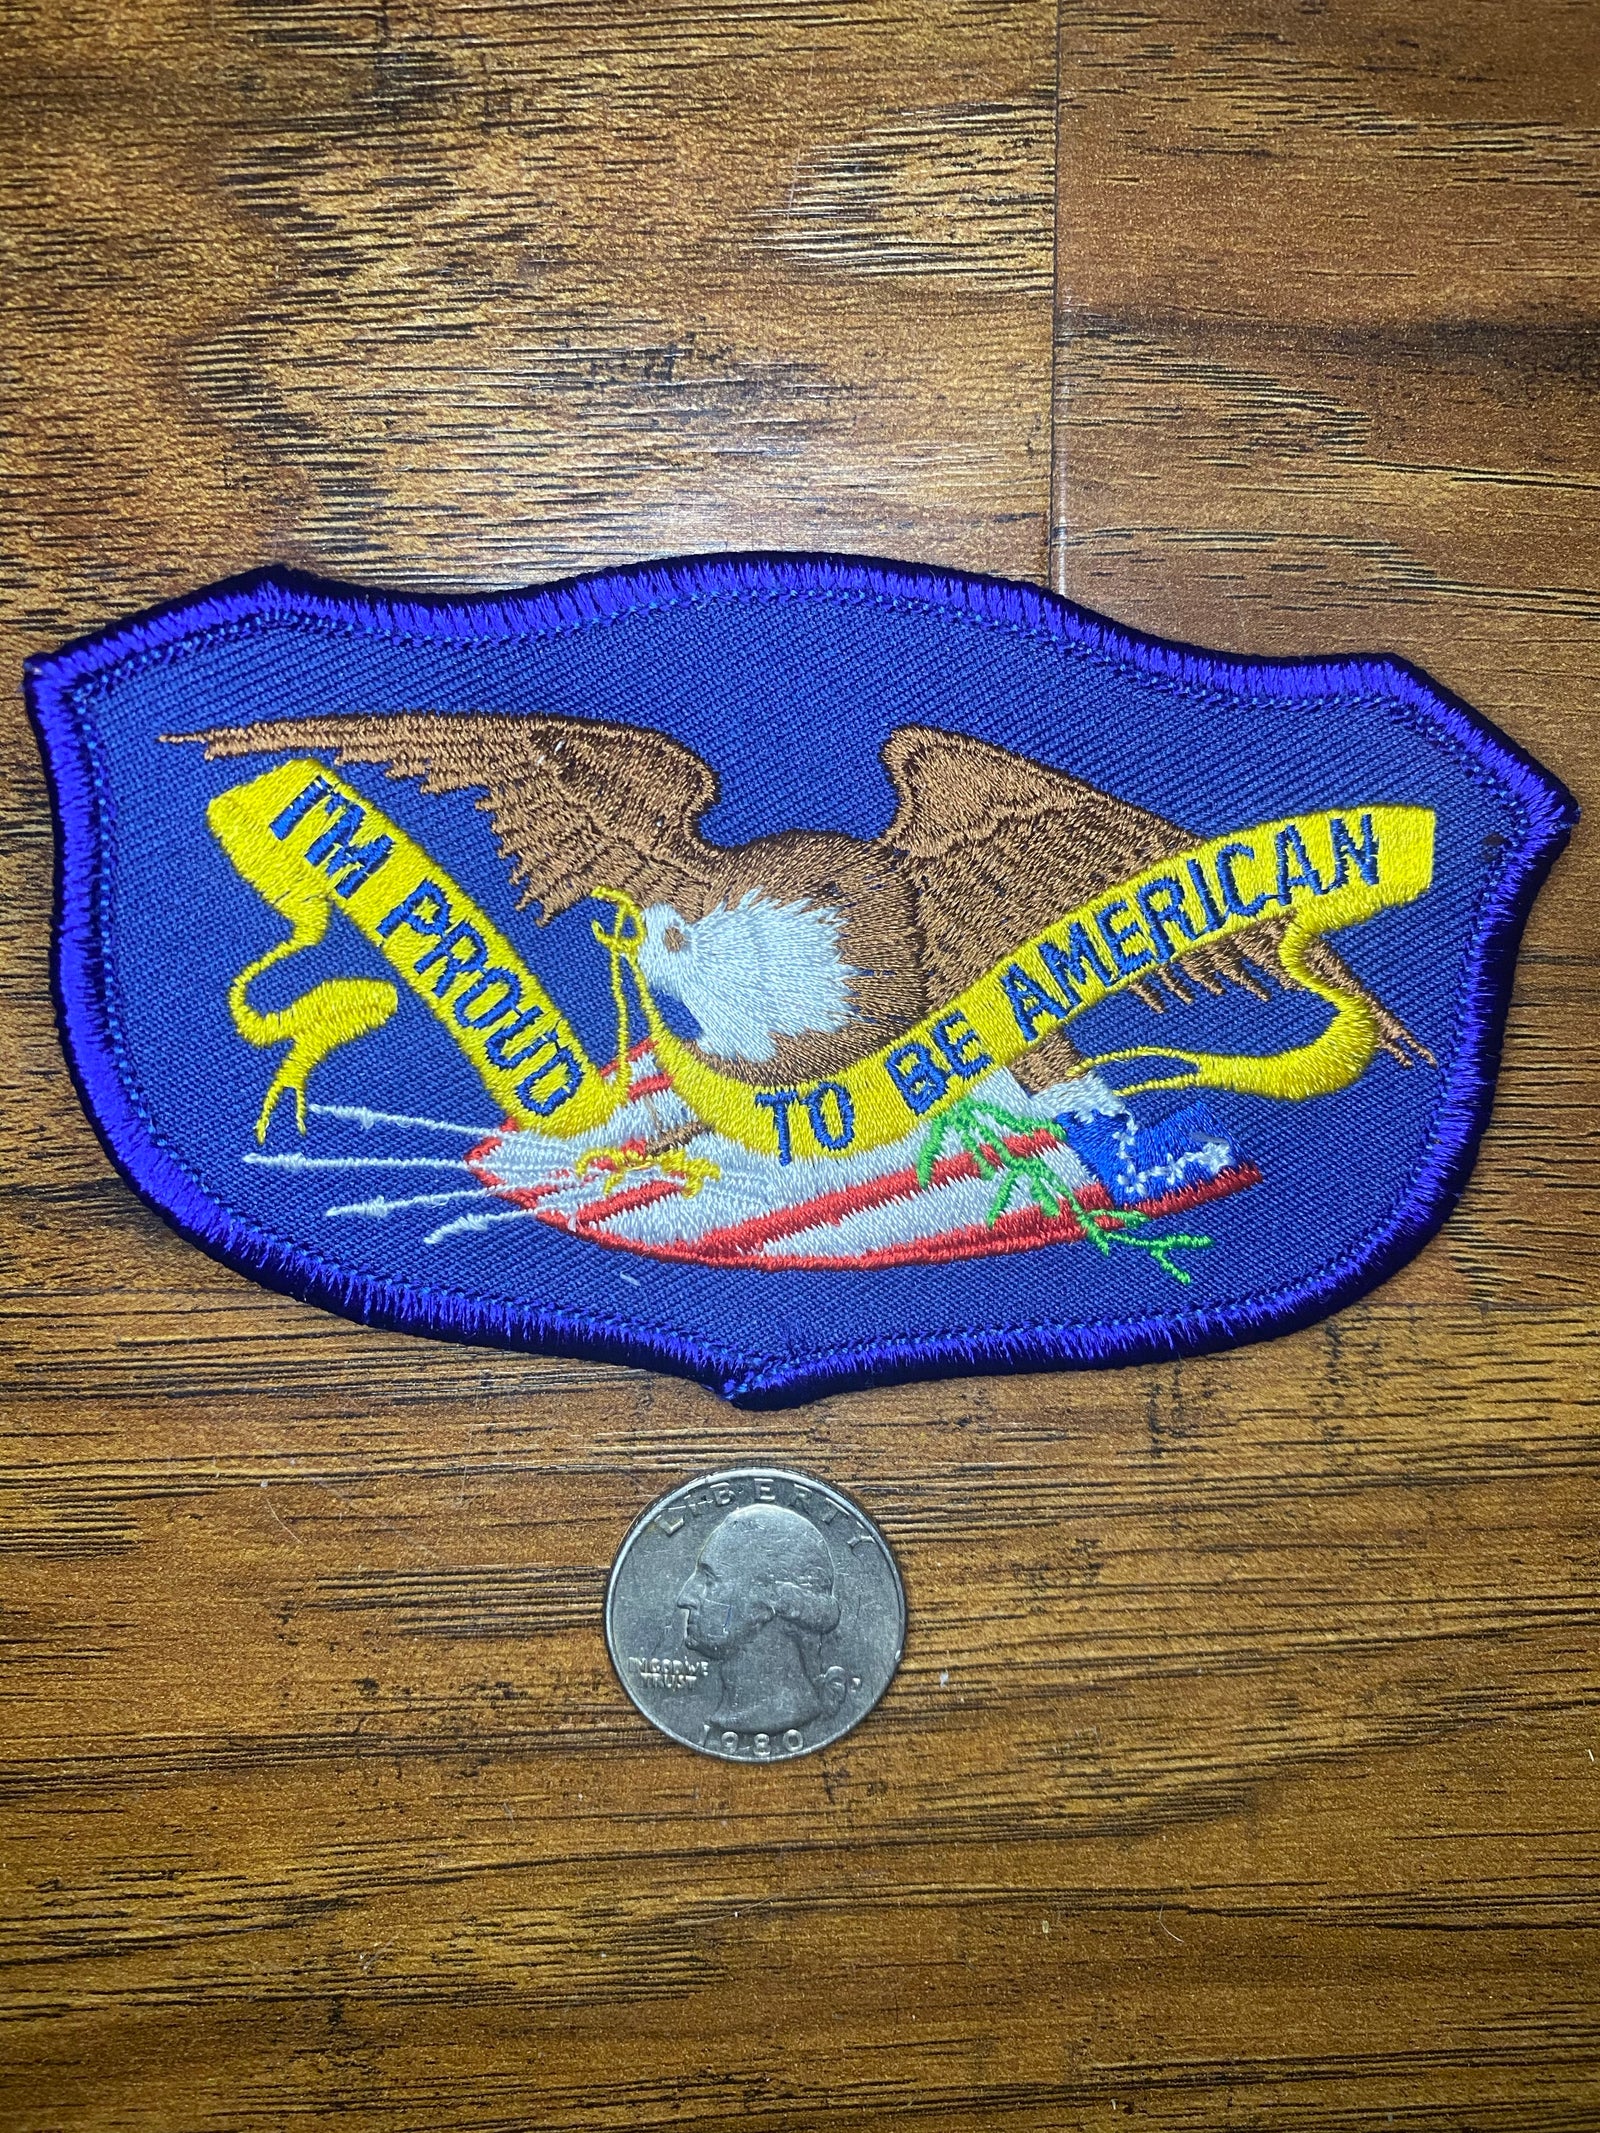 I'M PROUD
TO BE AMERICAN
LIBERTY
IN GOD WE
TRUST
P
1980